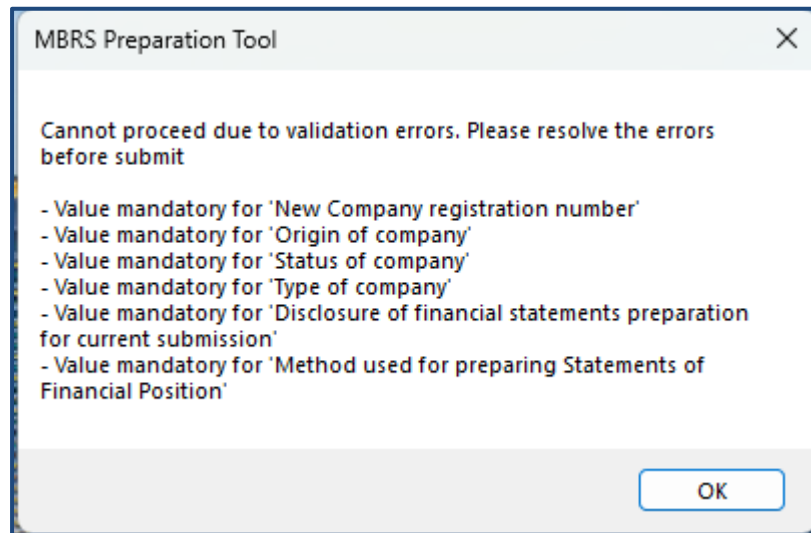 MBRS Preparation Tool
Cannot proceed due to validation errors. Please resolve the errors
before submit
- Value mandatory for 'New Company registration number'
- Value mandatory for 'Origin of company'
- Value mandatory for 'Status of company'
- Value mandatory for 'Type of company'
- Value mandatory for 'Disclosure of financial statements preparation
for current submission'
- Value mandatory for 'Method used for preparing Statements of
Financial Position'
OK